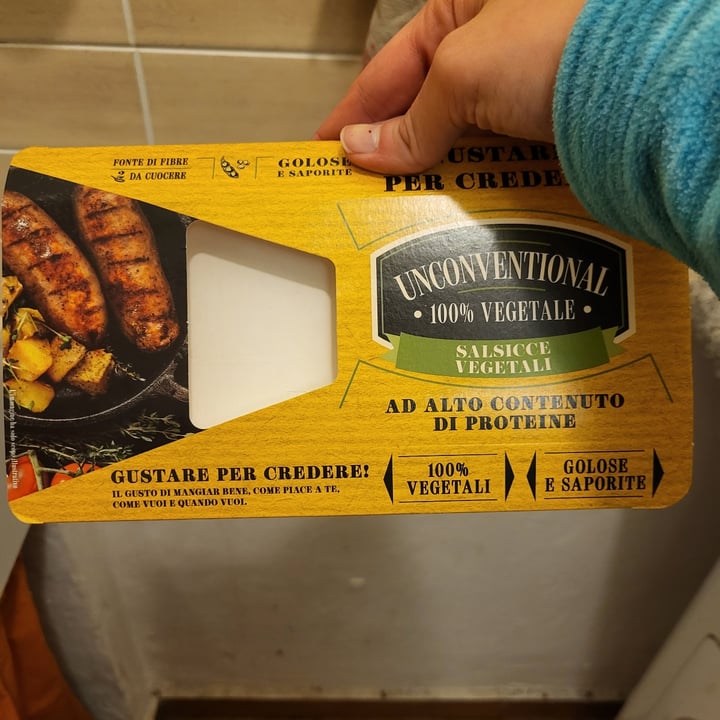 FONTE DI FIBRE
DA CUOCERE
GOLOSE
E SAPORITE
PER
UNCONVENTIONAL
• 100% VEGETALE •
SALSICCE
VEGETALI
AD ALTO CONTENUTO
DI PROTEINE
GUSTARE PER CREDERE!
IL GUSTO DI MANGIAR BENE, COME PIACE A TE,
COME VUOI E QUANDO VUOI.
100%
VEGETALI
GOLOSE
E SAPORITE